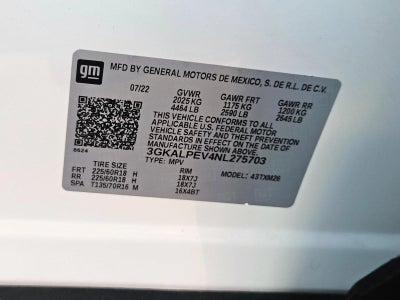 gm
MFD BY GENERAL MOTORS DE MEXICO, S. DE R.L. DE C.V.
07/22 GVWR GAWR FRT GAWR RR
2025 KG 1175 KG 1200 KG
4464 LB 2590 LB 2645 LB
THIS VEHICLE CONFORMS TO ALL APPLICABLE U.S. FEDERAL MOTOR VEHICLE SAFETY AND THEFT PREVENTION STANDARDS IN EFFECT ON THE DATE OF MANUFACTURE SHOWN ABOVE.
3GKALPEV4NL275703
8624 TYPE: MPV MODEL: 4JTXM26
TIRE SIZE RIM
FRT 225/60R18 H 18X7J
RR 225/60R18 H 18X7J
SPA T135/70R16 M 16X4BT